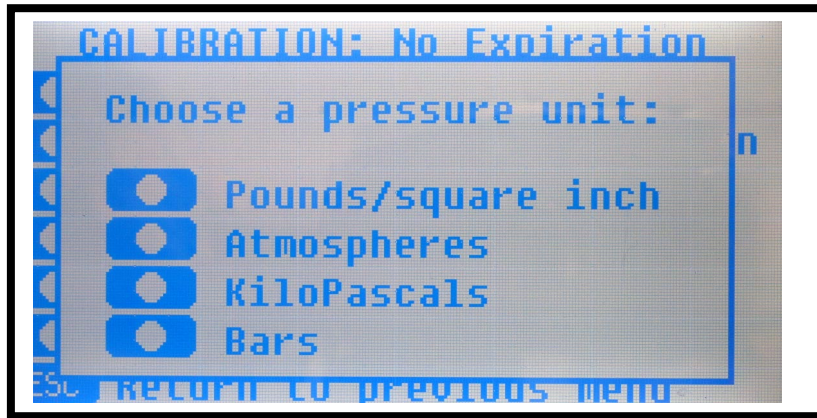 CALIBRATION: No Expiration
Choose a pressure unit:
n
Pounds/square inch
Atmospheres
KiloPascals
Bars
ESC Return to previous menu